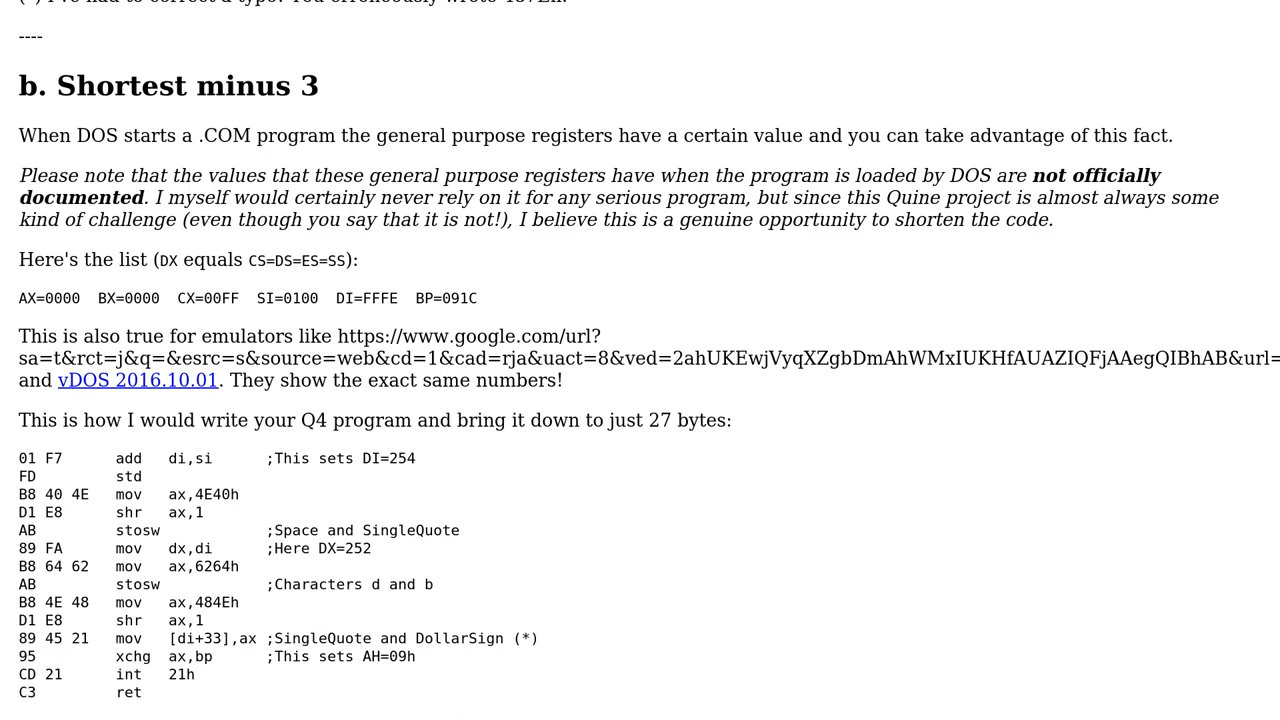 (*) I've had to correct a typo. You erroneously wrote
----
b. Shortest minus 3
When DOS starts a .COM program the general purpose registers have a certain value and you can take advantage of this fact.
Please note that the values that these general purpose registers have when the program is loaded by DOS are not officially
documented. I myself would certainly never rely on it for any serious program, but since this Quine project is almost always some
kind of challenge (even though you say that it is not!), I believe this is a genuine opportunity to shorten the code.
Here's the list (DX equals CS=DS=ES=SS):
AX=0000  BX=0000  CX=00FF  SI=0100  DI=FFFE  BP=091C
This is also true for emulators like https://www.google.com/url?
sa=t&rct=j&q=&esrc=s&source=web&cd=1&cad=rja&uact=8&ved=2ahUKEwjVyqXZgbDmAhWMxIUKHfAUAZIQFjAAegQIBhAB&url=
and vDOS 2016.10.01. They show the exact same numbers!
This is how I would write your Q4 program and bring it down to just 27 bytes:
01 F7      add   di,si      ;This sets DI=254
FD         std
B8 40 4E   mov   ax,4E40h
D1 E8      shr   ax,1
AB         stosw            ;Space and SingleQuote
89 FA      mov   dx,di      ;Here DX=252
B8 64 62   mov   ax,6264h
AB         stosw            ;Characters d and b
B8 4E 48   mov   ax,484Eh
D1 E8      shr   ax,1
89 45 21   mov   [di+33],ax ;SingleQuote and DollarSign (*)
95         xchg  ax,bp      ;This sets AH=09h
CD 21      int   21h
C3         ret